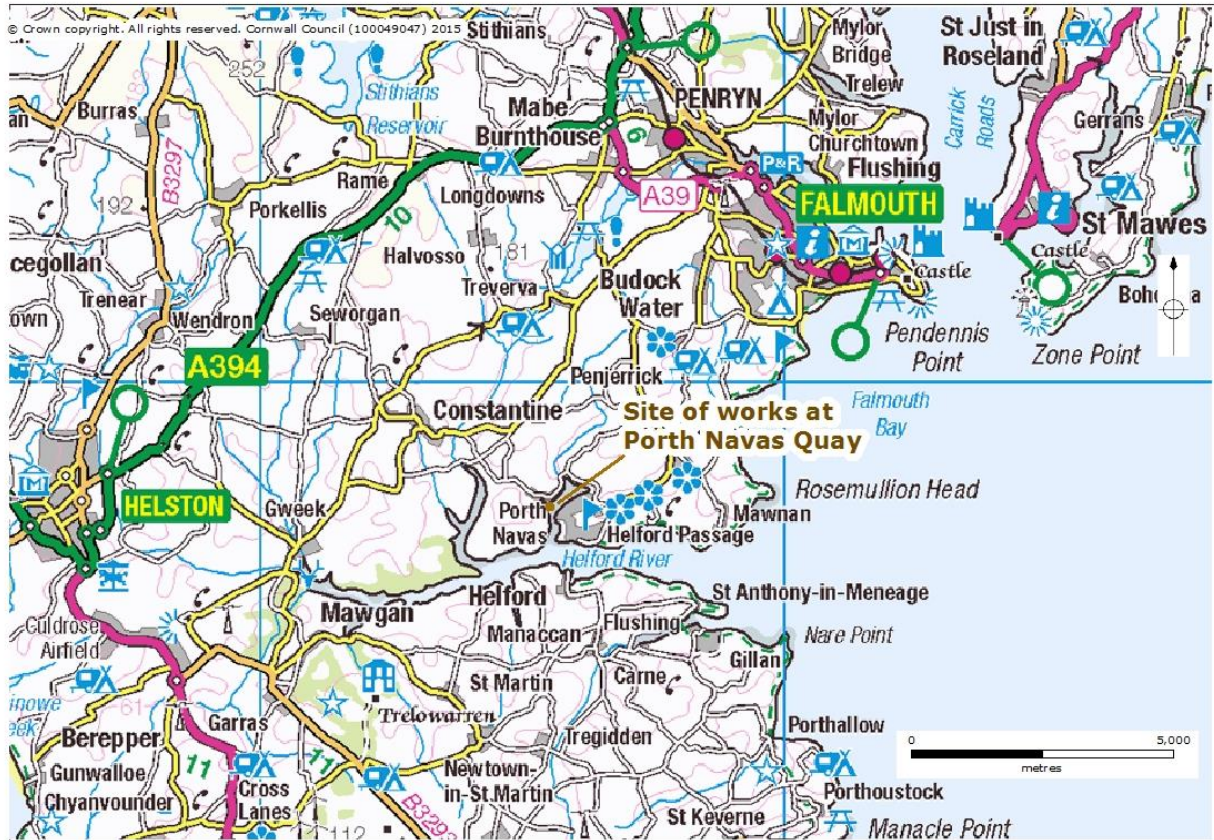 © Crown copyright. All rights reserved. Cornwall Council (100049047) 2015
Stithians
Mylor
Bridge
Trelew
St Just in
Roseland
252
Burras
Stithians
Reservoir
Mabe
Burnthouse
PENRYN
6
Mylor
Churchtown
Flushing
Carrick
Roads
Gerrans
61
B3297
192
Rame
Porkellis
10
Longdowns
P&R
A39
FALMOUTH
i
M
i
St Mawes
Castle
Castle
cegollan
Halvosso
181
Treverva
Budock
Water
Trenear
Wendron
Seworgan
Pendennis
Point
Zone Point
A394
Penjerrick
Falmouth
Bay
Constantine
Site of works at
Porth Navas Quay
M
HELSTON
Gweek
Porth
Navas
Rosemullion Head
Mawnan
Helford Passage
Helford River
Mawgan
Helford
St Anthony-in-Meneage
Manaccan
Flushing
Nare Point
Culdrose
Airfield
Gillan
St Martin
Carne
61
Garras
Trelowarren
Tregidden
Porthallow
Berepper
Gunwalloe
11
Chyanvounder
Cross
Lanes
11
B3293
112
Newtown-
in-St Martin
0 5,000
metres
Porthoustock
St Keverne
Manacle Point